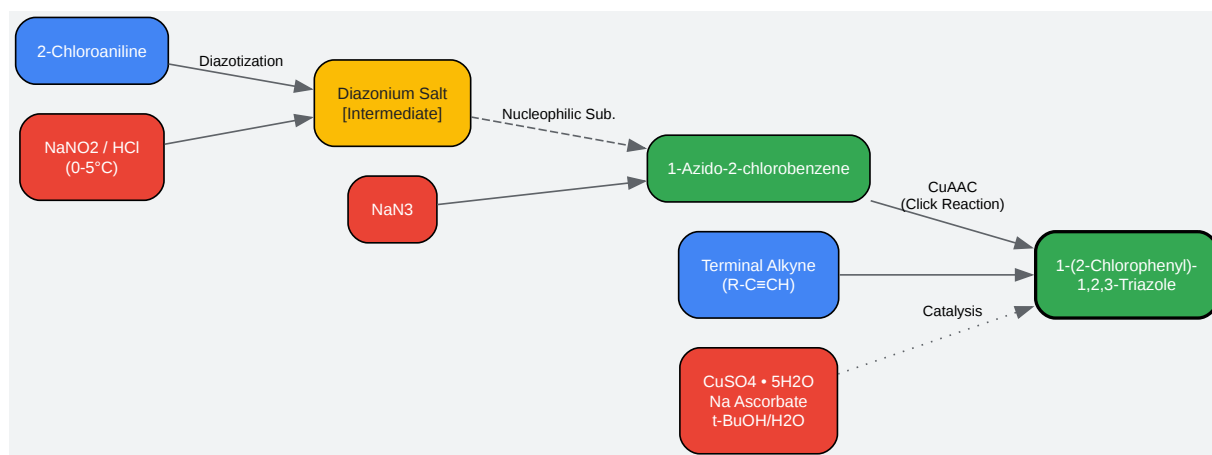 2-Chloroaniline
Diazotization
NaNO2 / HCl
(0-5°C)
Diazonium Salt
[Intermediate]
Nucleophilic Sub.
NaN3
1-Azido-2-chlorobenzene
CuAAC
(Click Reaction)
Terminal Alkyne
(R-C≡CH)
Catalysis
CuSO4 • 5H2O
Na Ascorbate
t-BuOH/H2O
1-(2-Chlorophenyl)-
1,2,3-Triazole